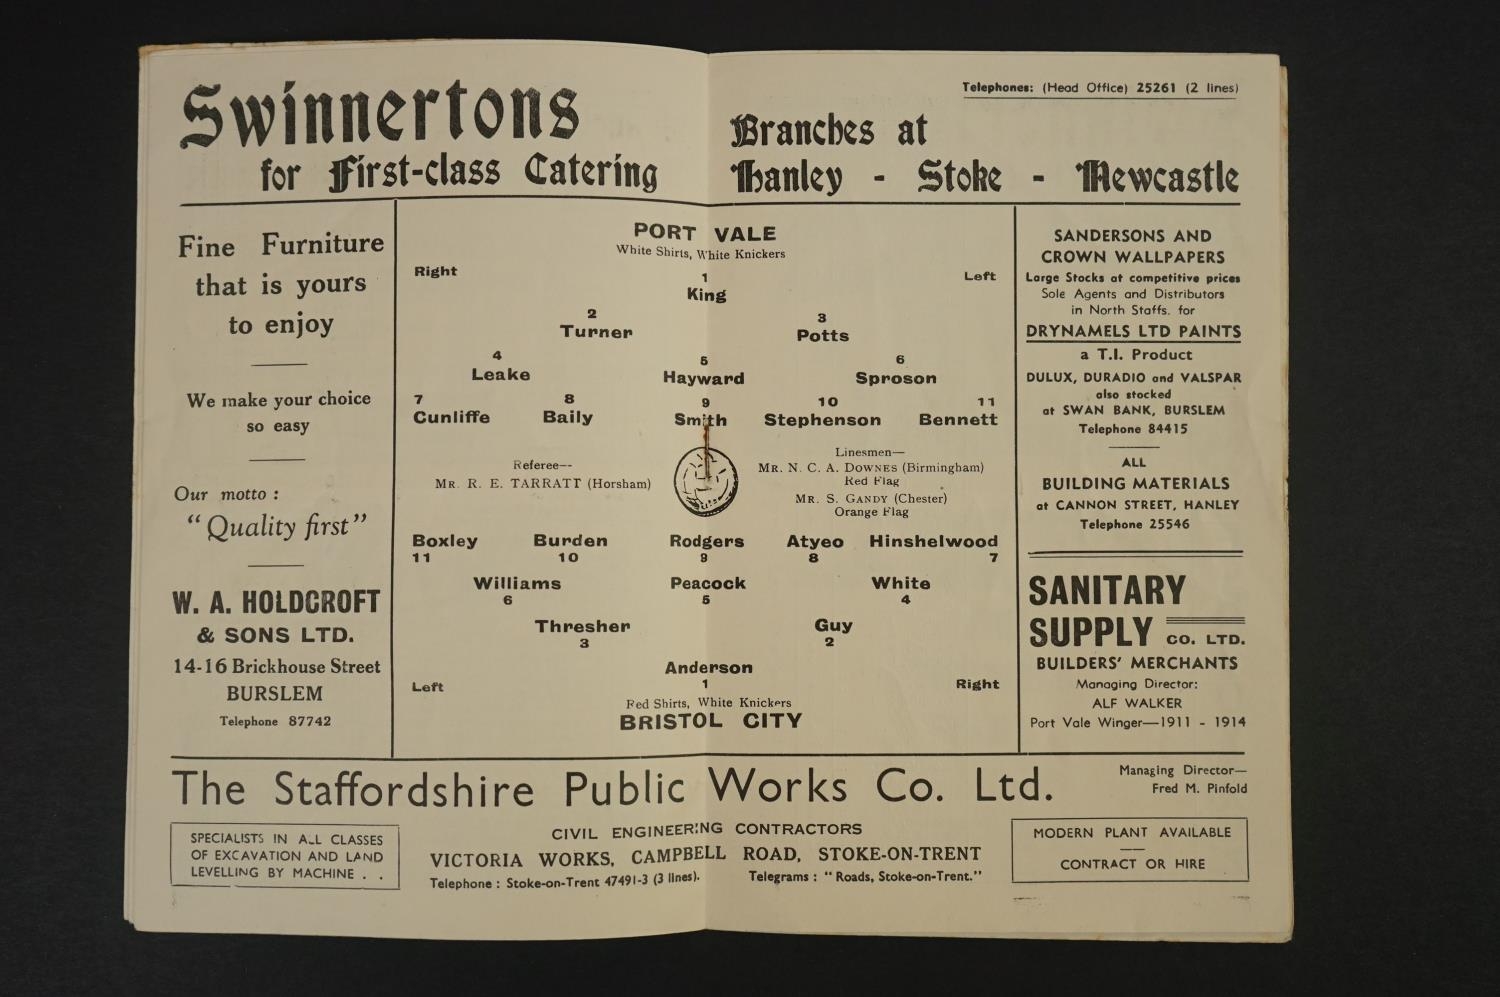 Swinnertons
for First-class Catering
Telephones: (Head Office) 25261 (2 lines)
Branches at
Hanley - Stoke - Newcastle
Fine Furniture
that is yours
to enjoy
We make your choice
so easy
Our motto :
"Quality first"
W. A. HOLDCROFT
& SONS LTD.
14-16 Brickhouse Street
BURSLEM
Telephone 87742
PORT VALE
White Shirts, White Knickers
Right
Left
1
King
2
Turner
3
Potts
4
Leake
5
Hayward
6
Sproson
7
Cunliffe
8
Baily
9
Smith
10
Stephenson
11
Bennett
Referee—
MR. R. E. TARRATT (Horsham)
Linesmen—
MR. N. C. A. DOWNES (Birmingham)
Red Flag
MR. S. GANDY (Chester)
Orange Flag
Boxley
11
Burden
10
Rodgers
9
Atyeo
8
Hinshelwood
7
Williams
6
Peacock
5
White
4
Thresher
3
Guy
2
Anderson
1
Left
Right
Red Shirts, White Knickers
BRISTOL CITY
SANDERSONS AND
CROWN WALLPAPERS
Large Stocks at competitive prices
Sole Agents and Distributors
in North Staffs. for
DRYNAMELS LTD PAINTS
a T.I. Product
DULUX, DURADIO and VALSPAR
also stocked
at SWAN BANK, BURSLEM
Telephone 84415
ALL
BUILDING MATERIALS
at CANNON STREET, HANLEY
Telephone 25546
SANITARY
SUPPLY CO. LTD.
BUILDERS' MERCHANTS
Managing Director:
ALF WALKER
Port Vale Winger—1911 - 1914
The Staffordshire Public Works Co. Ltd.
Managing Director—
Fred M. Pinfold
SPECIALISTS IN ALL CLASSES
OF EXCAVATION AND LAND
LEVELLING BY MACHINE . .
CIVIL ENGINEERING CONTRACTORS
VICTORIA WORKS, CAMPBELL ROAD, STOKE-ON-TRENT
Telephone : Stoke-on-Trent 47491-3 (3 lines).
Telegrams : "Roads, Stoke-on-Trent."
MODERN PLANT AVAILABLE
CONTRACT OR HIRE